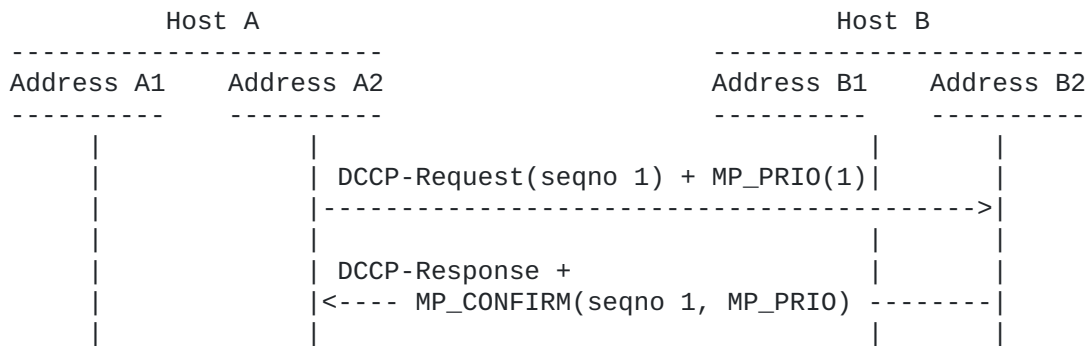 Host A Host B
------------------------ ------------------------
Address A1 Address A2 Address B1 Address B2
---------- ---------- ---------- ----------
| | | |
| | DCCP-Request(seqno 1) + MP_PRIO(1)| |
| |------------------------------------------>|
| | | |
| | DCCP-Response + | |
| |<---- MP_CONFIRM(seqno 1, MP_PRIO) --------|
| | | |